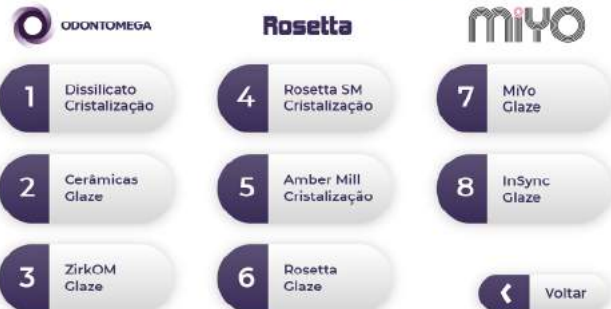 ODONTOMEGA
Rosetta
MiYO
1
Dissilicato
Cristalização
4
Rosetta SM
Cristalização
7
MiYo
Glaze
2
Cerâmicas
Glaze
5
Amber Mill
Cristalização
8
InSync
Glaze
3
ZirkOM
Glaze
6
Rosetta
Glaze
Voltar